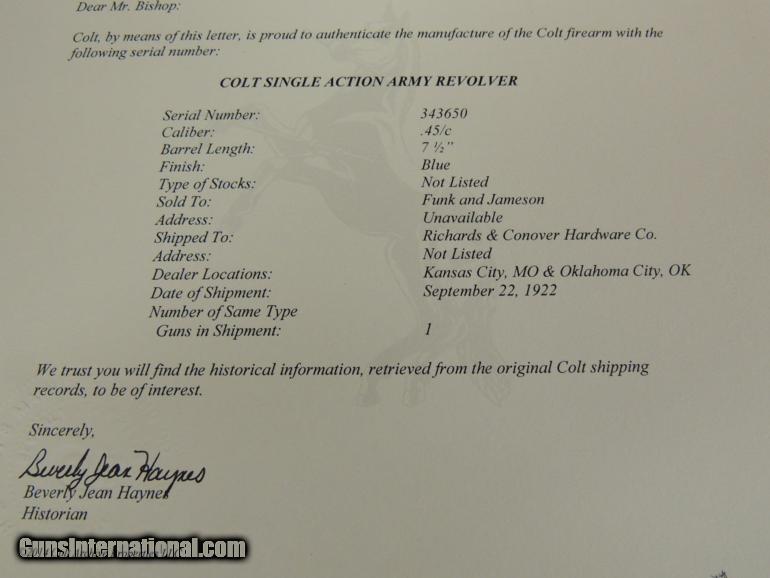 Dear Mr. Bishop:
Colt, by means of this letter, is proud to authenticate the manufacture of the Colt firearm with the
following serial number:
COLT SINGLE ACTION ARMY REVOLVER
Serial Number: 343650
Caliber: .45/c
Barrel Length: 7 ½"
Finish: Blue
Type of Stocks: Not Listed
Sold To: Funk and Jameson
Address: Unavailable
Shipped To: Richards & Conover Hardware Co.
Address: Not Listed
Dealer Locations: Kansas City, MO & Oklahoma City, OK
Date of Shipment: September 22, 1922
Number of Same Type
Guns in Shipment: 1
We trust you will find the historical information, retrieved from the original Colt shipping
records, to be of interest.
Sincerely,
Beverly Jean Haynes
Beverly Jean Haynes
Historian
GunsInternational.com